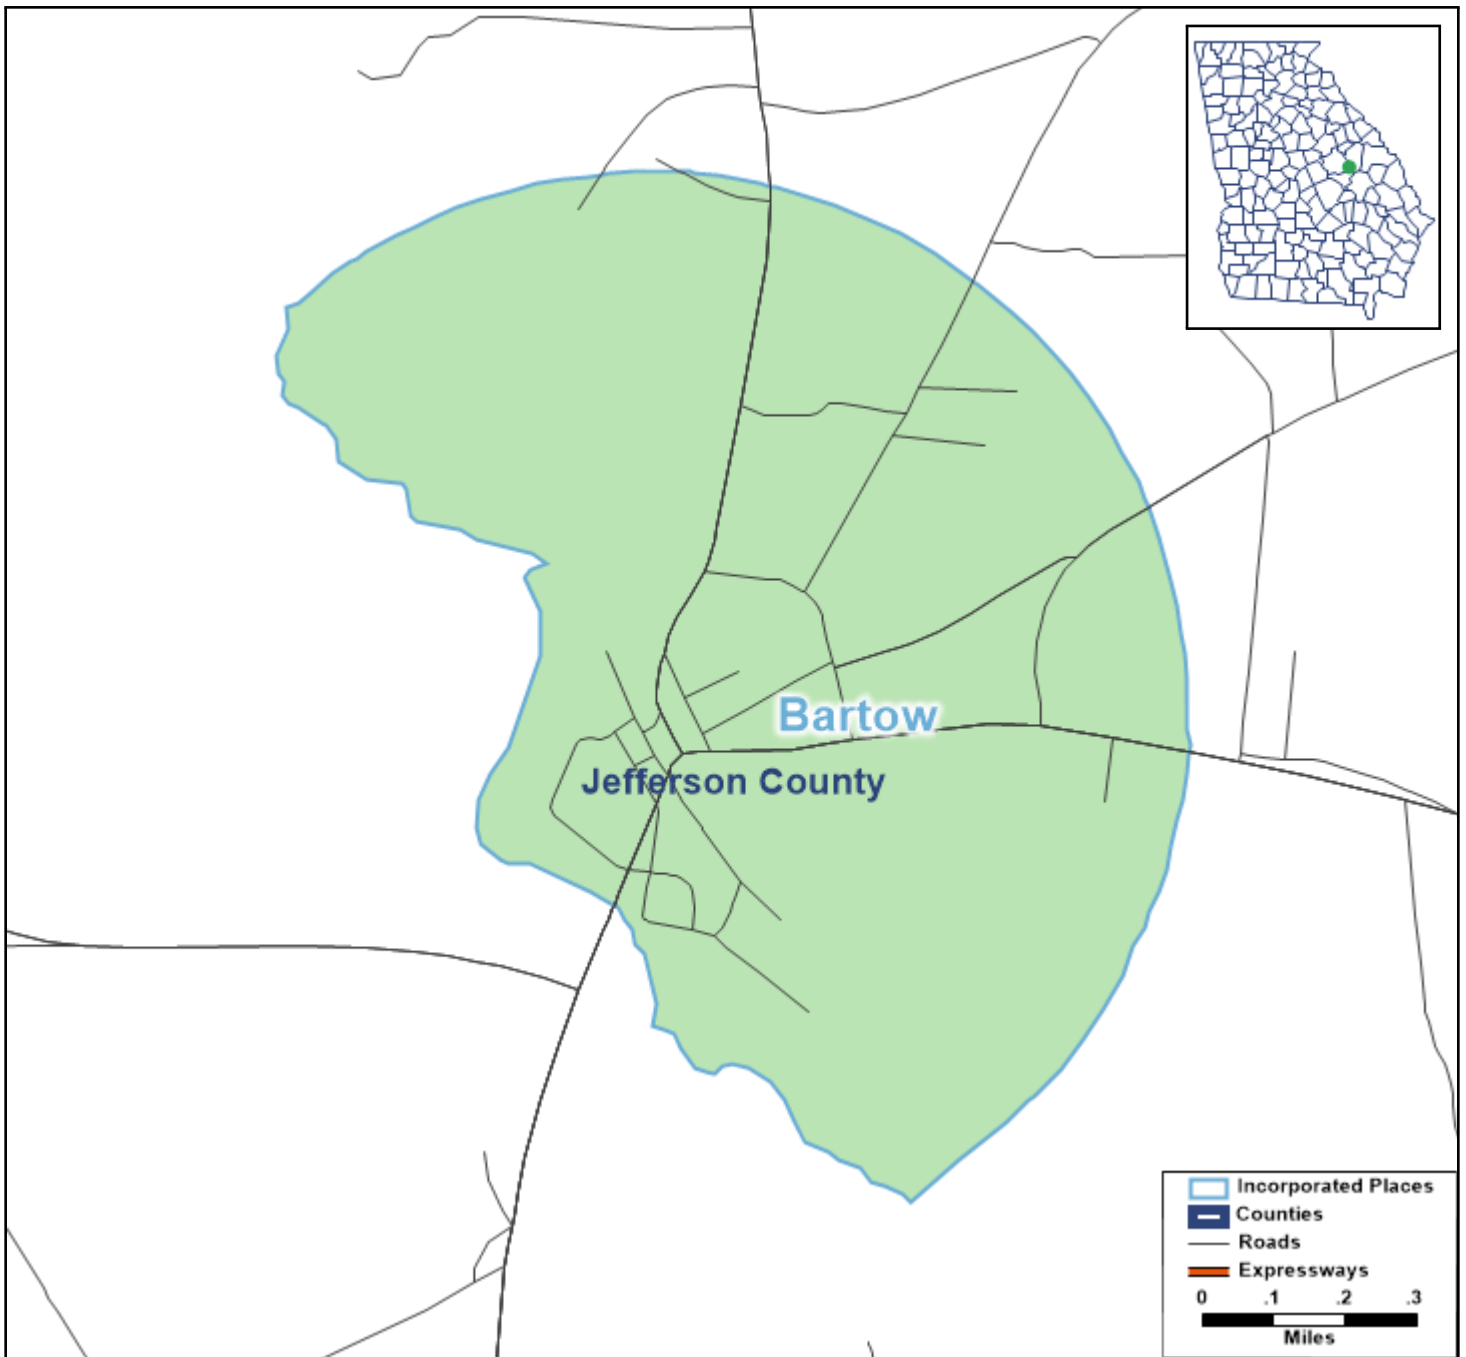 Bartow
Jefferson County
Incorporated Places
Counties
Roads
Expressways
0 .1 .2 .3
Miles